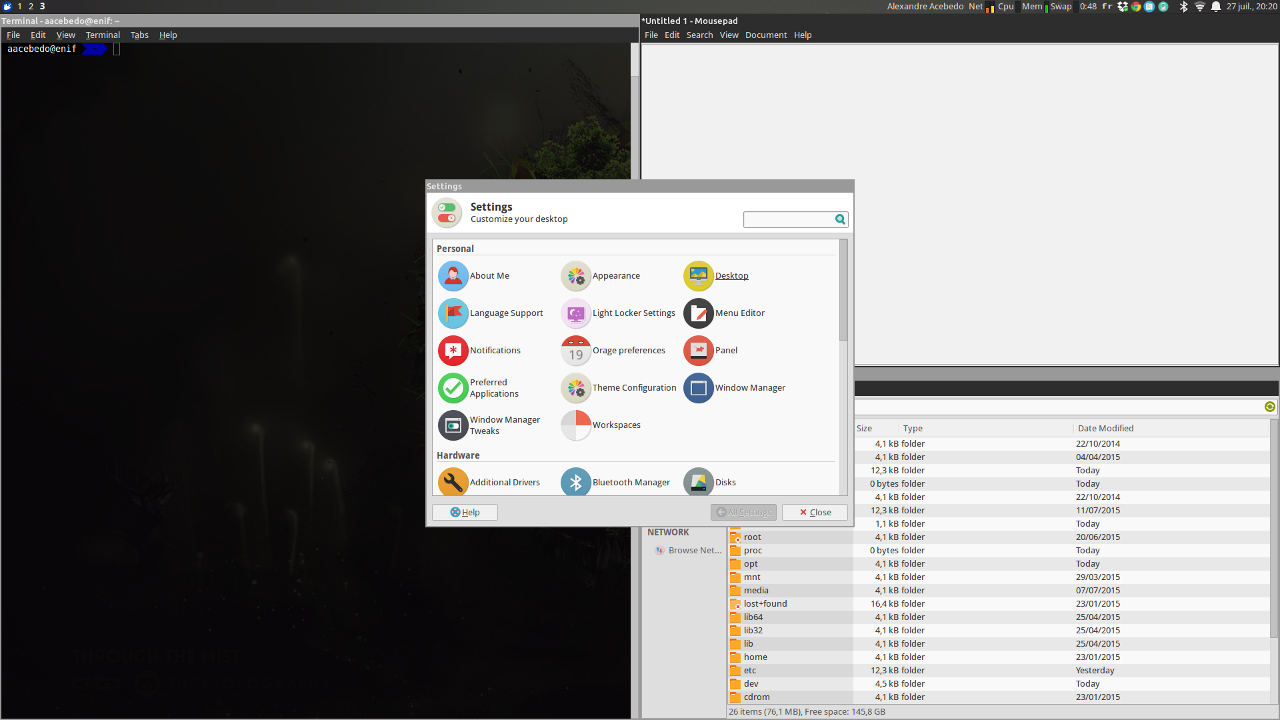 1 2 3
Alexandre Acebedo Net Cpu Mem Swap 0:48 fr 27 juil., 20:20
Terminal - aacebedo@enif: ~
File Edit View Terminal Tabs Help
aacebedo@enif
*Untitled 1 - Mousepad
File Edit Search View Document Help
Settings
Settings
Customize your desktop
Personal
About Me Appearance Desktop
Language Support Light Locker Settings Menu Editor
Notifications Orage preferences Panel
19
Preferred Applications Theme Configuration Window Manager
Window Manager Tweaks Workspaces
Hardware
Additional Drivers Bluetooth Manager Disks
Help All Settings Close
Size Type Date Modified
4,1 kB folder 22/10/2014
4,1 kB folder 04/04/2015
12,3 kB folder Today
0 bytes folder Today
4,1 kB folder 22/10/2014
12,3 kB folder 11/07/2015
1,1 kB folder Today
NETWORK
Browse Net...
root 4,1 kB folder 20/06/2015
proc 0 bytes folder Today
opt 4,1 kB folder Today
mnt 4,1 kB folder 29/03/2015
media 4,1 kB folder 07/07/2015
lost+found 16,4 kB folder 23/01/2015
lib64 4,1 kB folder 25/04/2015
lib32 4,1 kB folder 25/04/2015
lib 4,1 kB folder 25/04/2015
home 4,1 kB folder 23/01/2015
etc 12,3 kB folder Yesterday
dev 4,5 kB folder Today
cdrom 4,1 kB folder 23/01/2015
26 items (76,1 MB), Free space: 145,8 GB